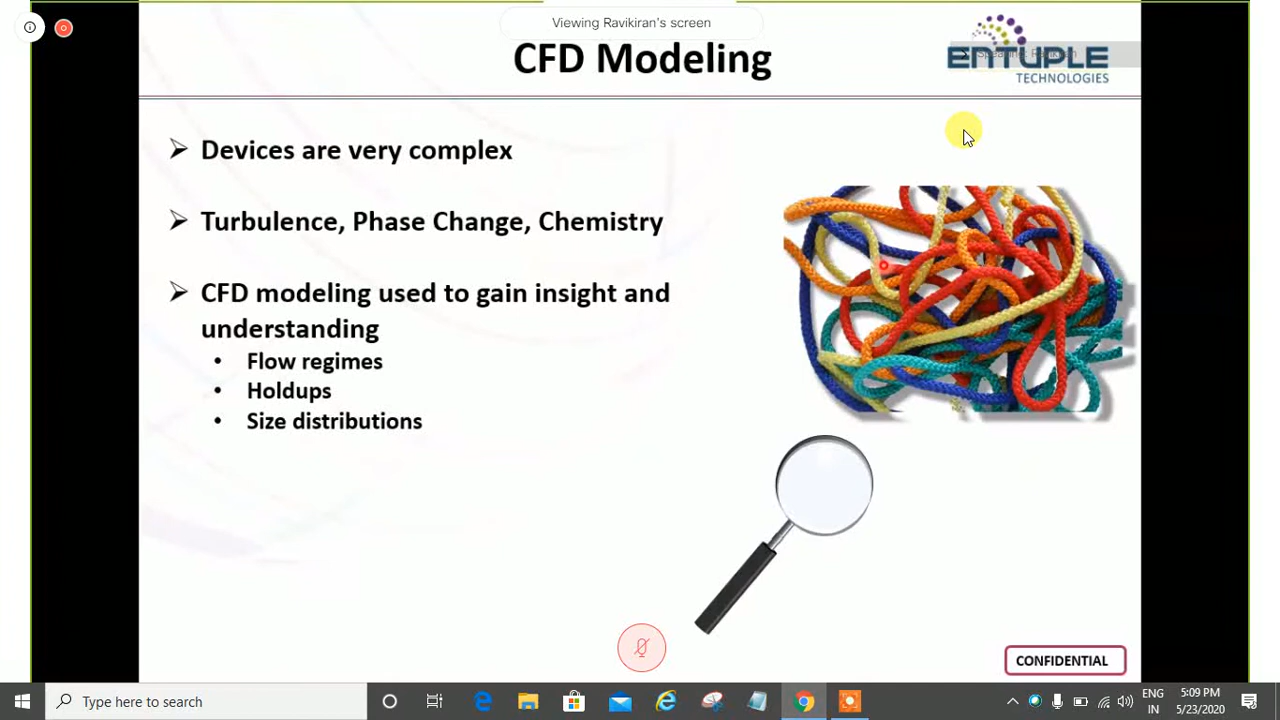 Viewing Ravikiran's screen
CFD Modeling
ENTUPLE
TECHNOLOGIES
Devices are very complex
Turbulence, Phase Change, Chemistry
CFD modeling used to gain insight and
understanding
• Flow regimes
• Holdups
• Size distributions
CONFIDENTIAL
Type here to search
ENG
IN
5:09 PM
5/23/2020